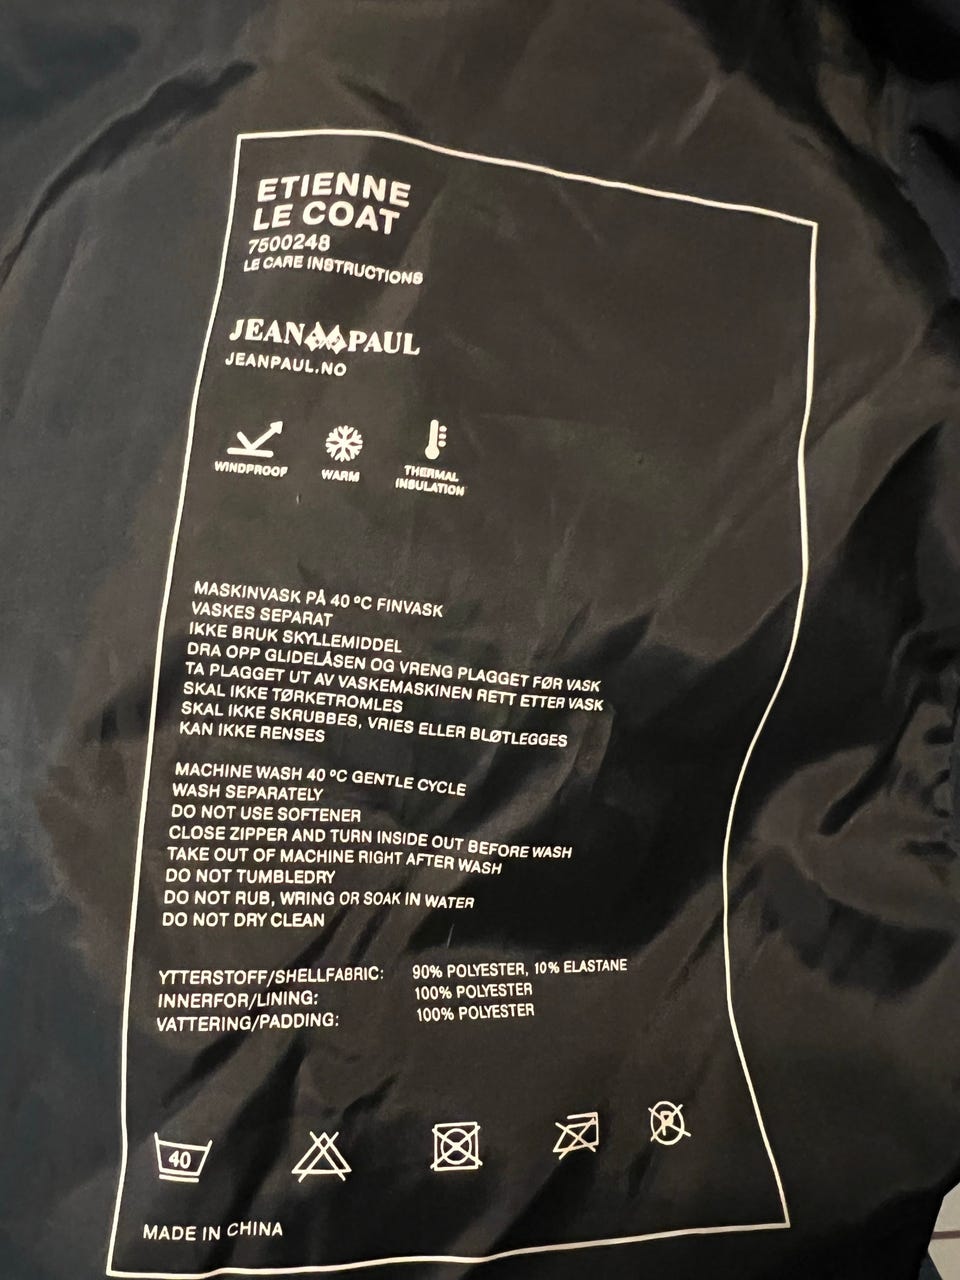 ETIENNE
LE COAT
7500248
LE CARE INSTRUCTIONS
JEAN PAUL
JEANPAUL.NO
WINDPROOF
WARM
THERMAL
INSULATION
MASKINVASK PÅ 40 ºC FINVASK
VASKES SEPARAT
IKKE BRUK SKYLLEMIDDEL
DRA OPP GLIDELÅSEN OG VRENG PLAGGET FØR VASK
TA PLAGGET UT AV VASKEMASKINEN RETT ETTER VASK
SKAL IKKE TØRKETROMLES
SKAL IKKE SKRUBBES, VRIES ELLER BLØTLEGGES
KAN IKKE RENSES
MACHINE WASH 40 ºC GENTLE CYCLE
WASH SEPARATELY
DO NOT USE SOFTENER
CLOSE ZIPPER AND TURN INSIDE OUT BEFORE WASH
TAKE OUT OF MACHINE RIGHT AFTER WASH
DO NOT TUMBLEDRY
DO NOT RUB, WRING OR SOAK IN WATER
DO NOT DRY CLEAN
YTTERSTOFF/SHELLFABRIC: 90% POLYESTER, 10% ELASTANE
INNERFOR/LINING: 100% POLYESTER
VATTERING/PADDING: 100% POLYESTER
40 P
MADE IN CHINA